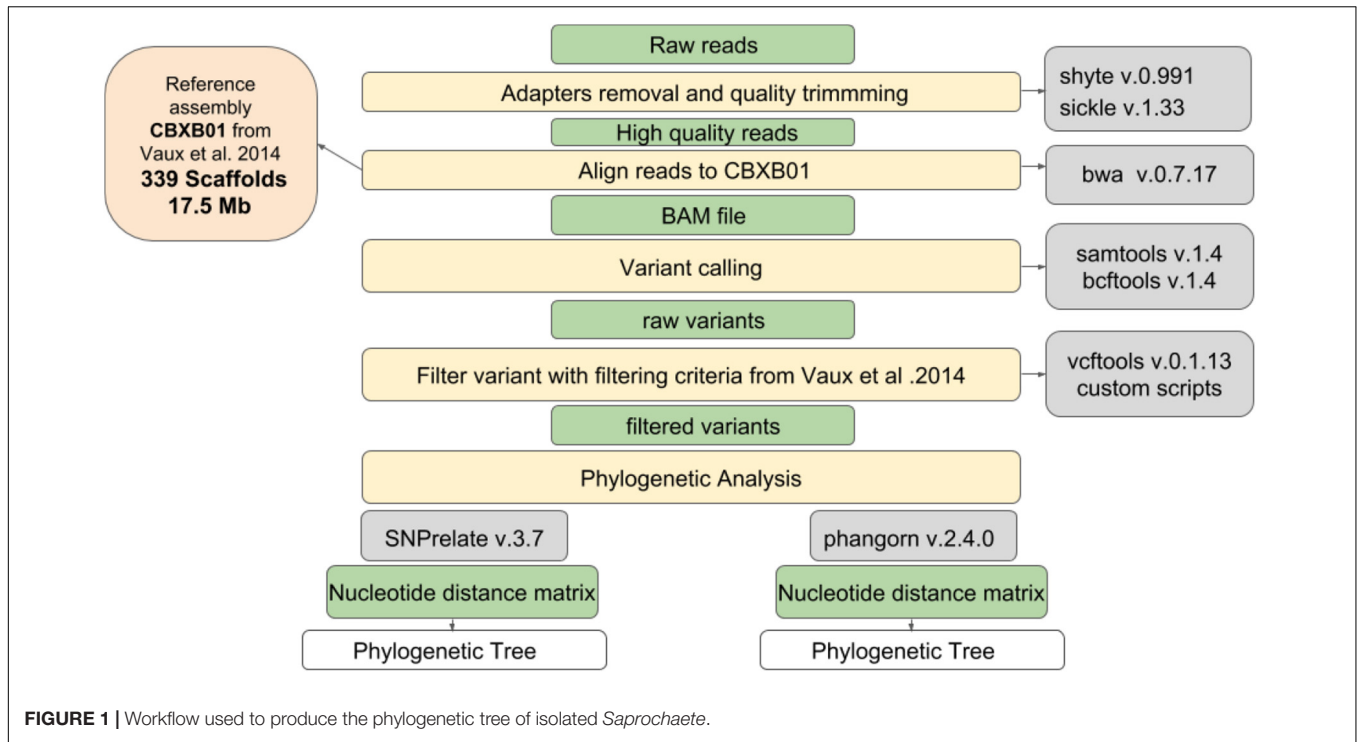 Raw reads
Reference
assembly
CBXB01 from
Vaux et al. 2014
339 Scaffolds
17.5 Mb
Adapters removal and quality trimmming
shyte v.0.991
sickle v.1.33
High quality reads
Align reads to CBXB01
bwa v.0.7.17
BAM file
Variant calling
samtools v.1.4
bcftools v.1.4
raw variants
Filter variant with filtering criteria from Vaux et al .2014
vcftools v.0.1.13
custom scripts
filtered variants
Phylogenetic Analysis
SNPrelate v.3.7
phangorn v.2.4.0
Nucleotide distance matrix
Nucleotide distance matrix
Phylogenetic Tree
Phylogenetic Tree
FIGURE 1 | Workflow used to produce the phylogenetic tree of isolated Saprochaete.